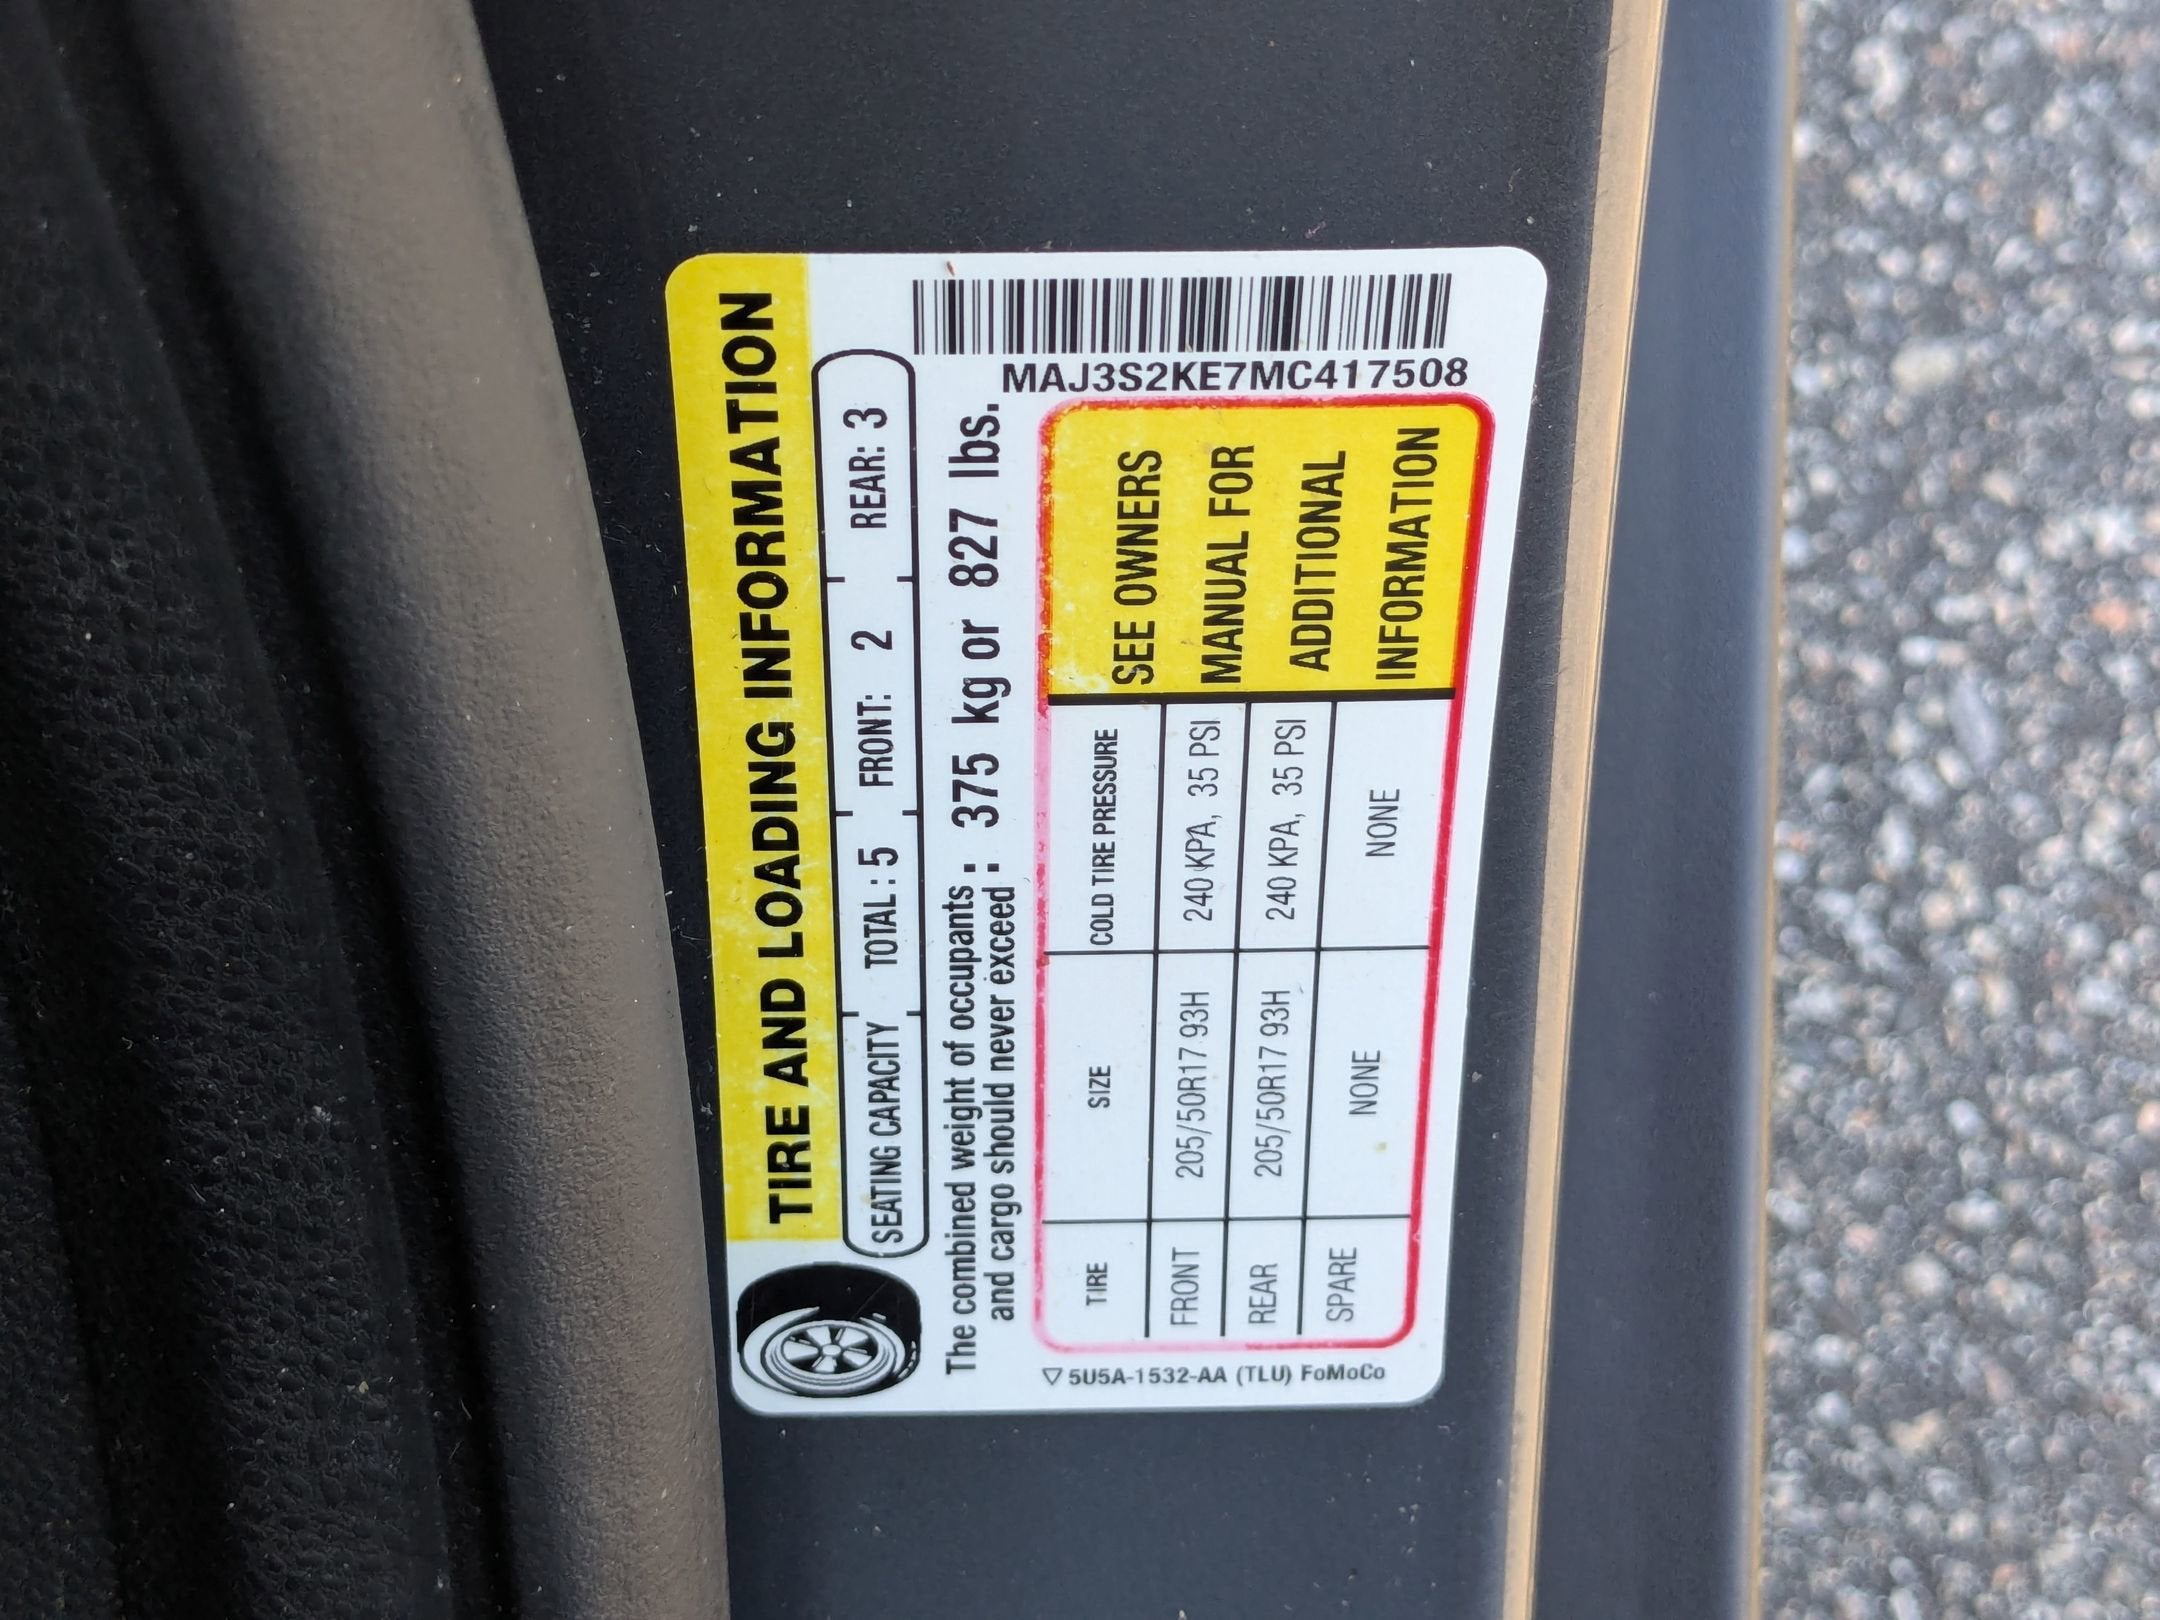 TIRE AND LOADING INFORMATION
SEATING CAPACITY TOTAL : 5 FRONT: 2 REAR: 3
The combined weight of occupants
and cargo should never exceed : 375 kg or 827 lbs.
MAJ3S2KE7MC417508
TIRE SIZE COLD TIRE PRESSURE
FRONT 205/50R17 93H 240 KPA, 35 PSI
REAR 205/50R17 93H 240 KPA, 35 PSI
SPARE NONE NONE
SEE OWNERS
MANUAL FOR
ADDITIONAL
INFORMATION
5U5A-1532-AA (TLU) FoMoCo